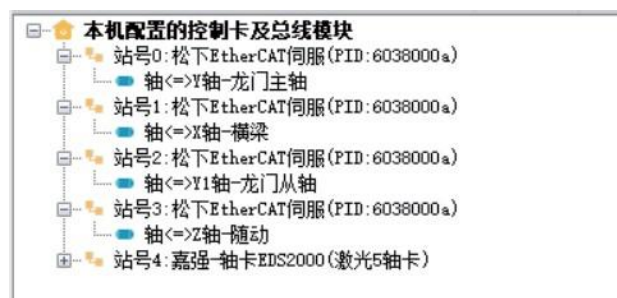 本机配置的控制卡及总线模块
站号0:松下EtherCAT伺服(PID:6038000a)
轴<=>Y轴-龙门主轴
站号1:松下EtherCAT伺服(PID:6038000a)
轴<=>X轴-横梁
站号2:松下EtherCAT伺服(PID:6038000a)
轴<=>Y1轴-龙门从轴
站号3:松下EtherCAT伺服(PID:6038000a)
轴<=>Z轴-随动
站号4:嘉强-轴卡EDS2000(激光5轴卡)